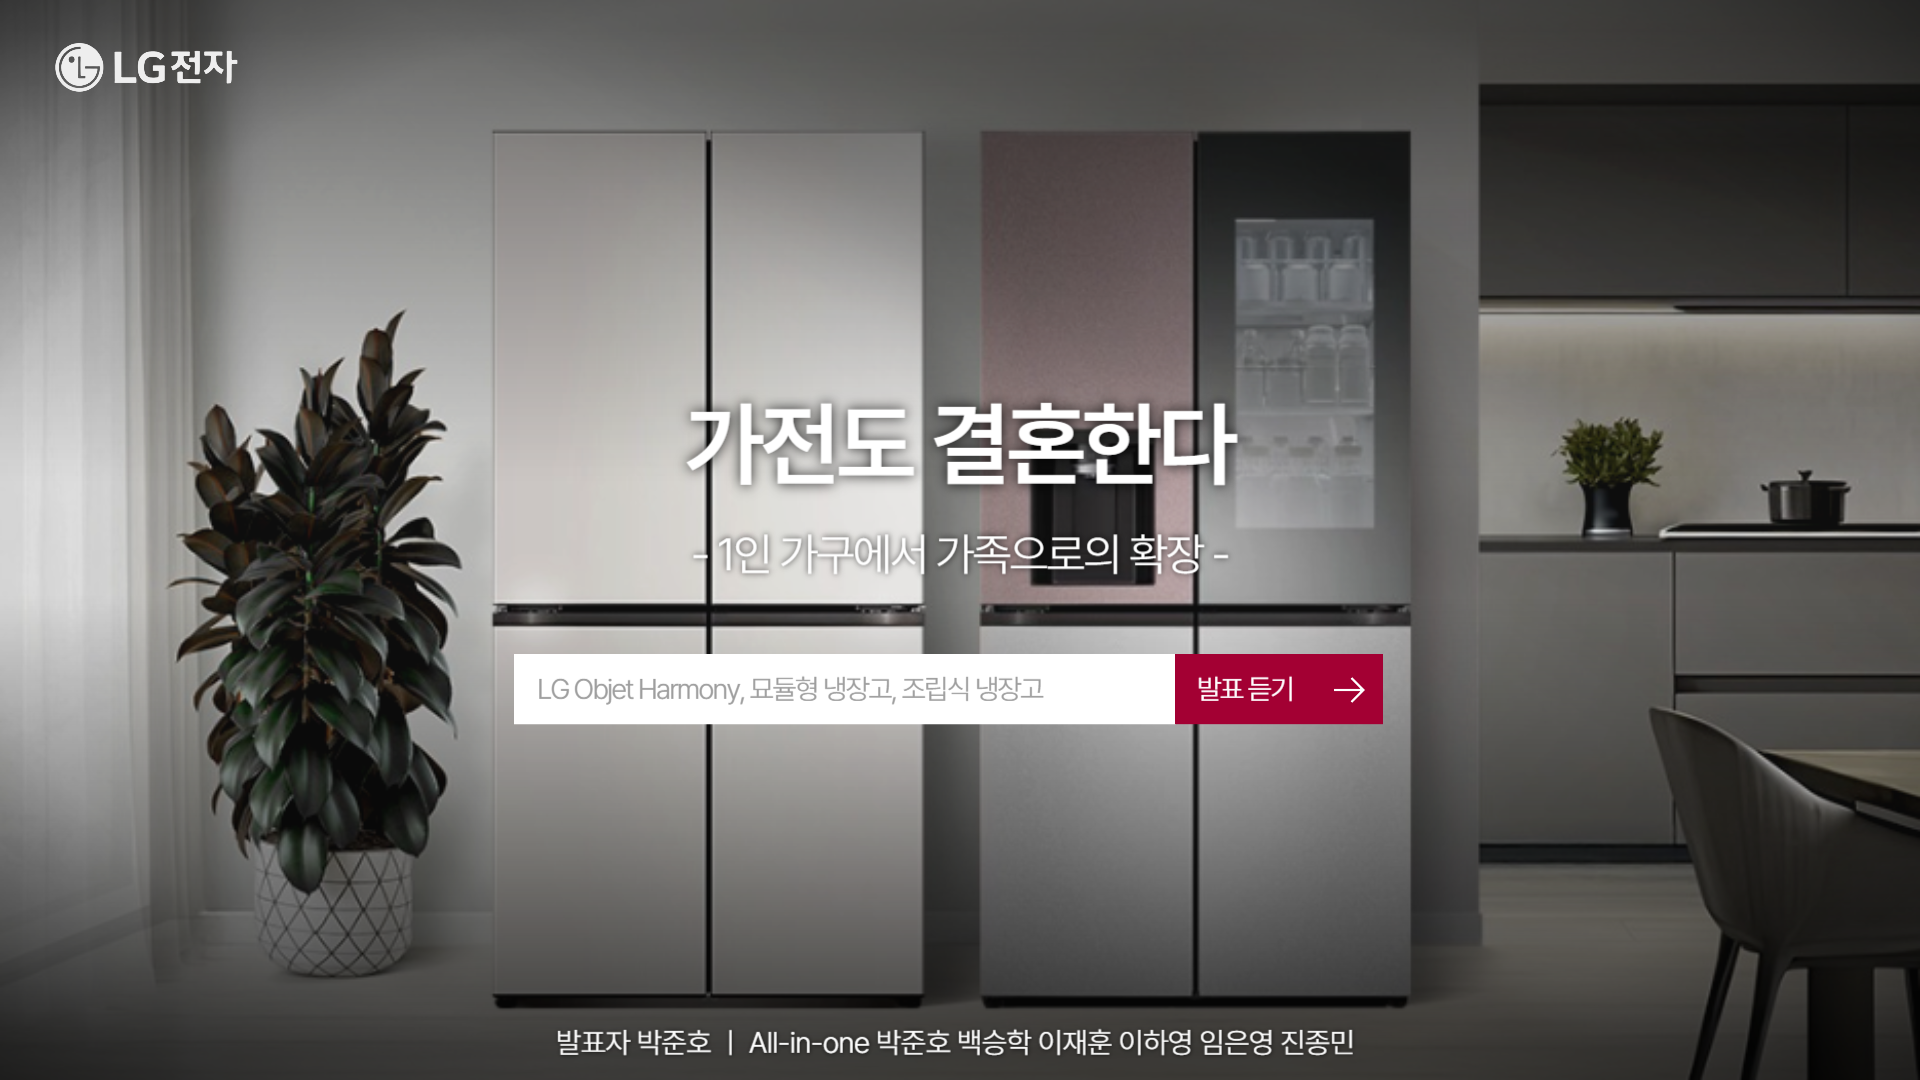 LG전자
가전도 결혼한다
- 1인 가구에서 가족으로의 확장 -
LG Objet Harmony, 묘듈형 냉장고, 조립식 냉장고
발표 듣기
발표자 박준호 | All-in-one 박준호 백승학 이재훈 이하영 임은영 진종민